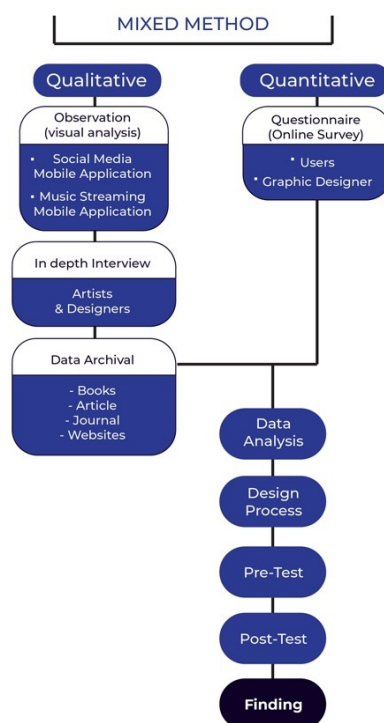 MIXED METHOD
Qualitative
Observation
(visual analysis)
• Social Media
Mobile Application
• Music Streaming
Mobile Application
In depth Interview
Artists
& Designers
Data Archival
- Books
- Article
- Journal
- Websites
Quantitative
Questionnaire
(Online Survey)
• Users
• Graphic Designer
Data
Analysis
Design
Process
Pre-Test
Post-Test
Finding